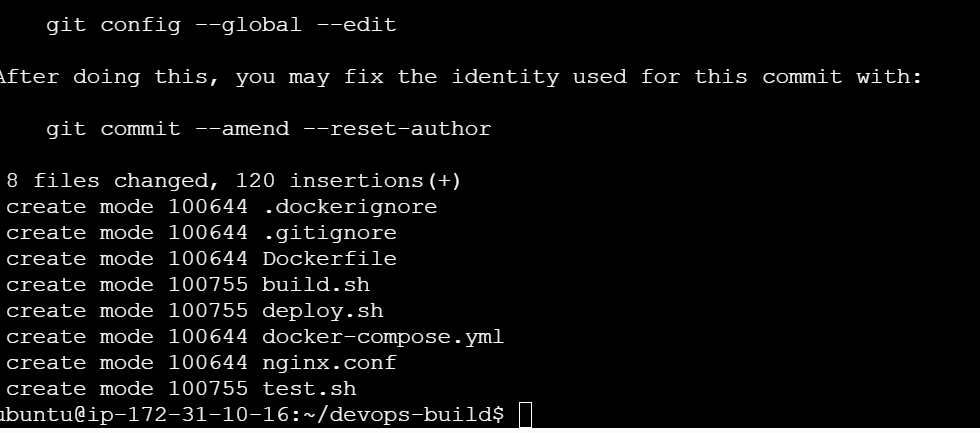 git config --global --edit
After doing this, you may fix the identity used for this commit with:
git commit --amend --reset-author
8 files changed, 120 insertions(+)
create mode 100644 .dockerignore
create mode 100644 .gitignore
create mode 100644 Dockerfile
create mode 100755 build.sh
create mode 100755 deploy.sh
create mode 100644 docker-compose.yml
create mode 100644 nginx.conf
create mode 100755 test.sh
ubuntu@ip-172-31-10-16:~/devops-build$